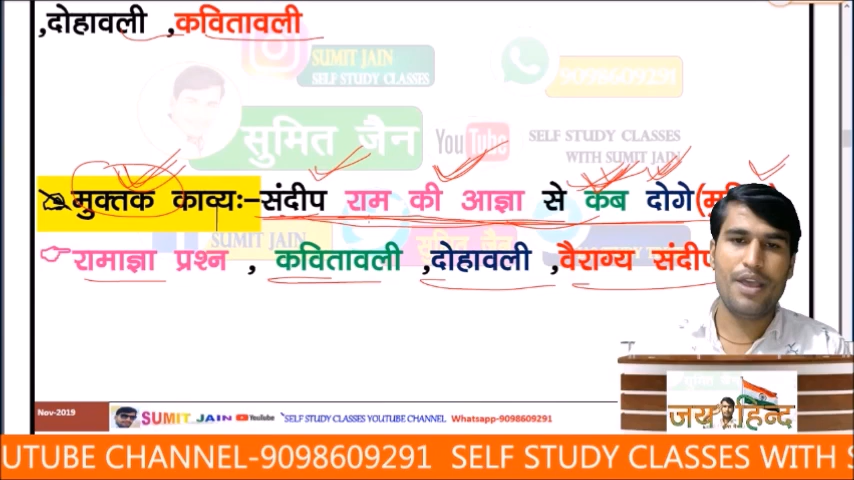 ,दोहावली ,कवितावली
SUMIT JAIN
SELF STUDY CLASSES
9098609291
सुमित जैन
YouTube
SELF STUDY CLASSES
WITH SUMIT JAIN
मुक्तक काव्यः-संदीप राम की आज्ञा से कब दोगे
SUMIT JAIN
सुमित जैन
रामाज्ञा प्रश्न , कवितावली ,दोहावली ,वैराग्य संदीप
जय हिन्द
Nov-2019
SUMIT JAIN YouTube `SELF STUDY CLASSES YOUTUBE CHANNEL Whatsapp-9098609291
UTUBE CHANNEL-9098609291 SELF STUDY CLASSES WITH S